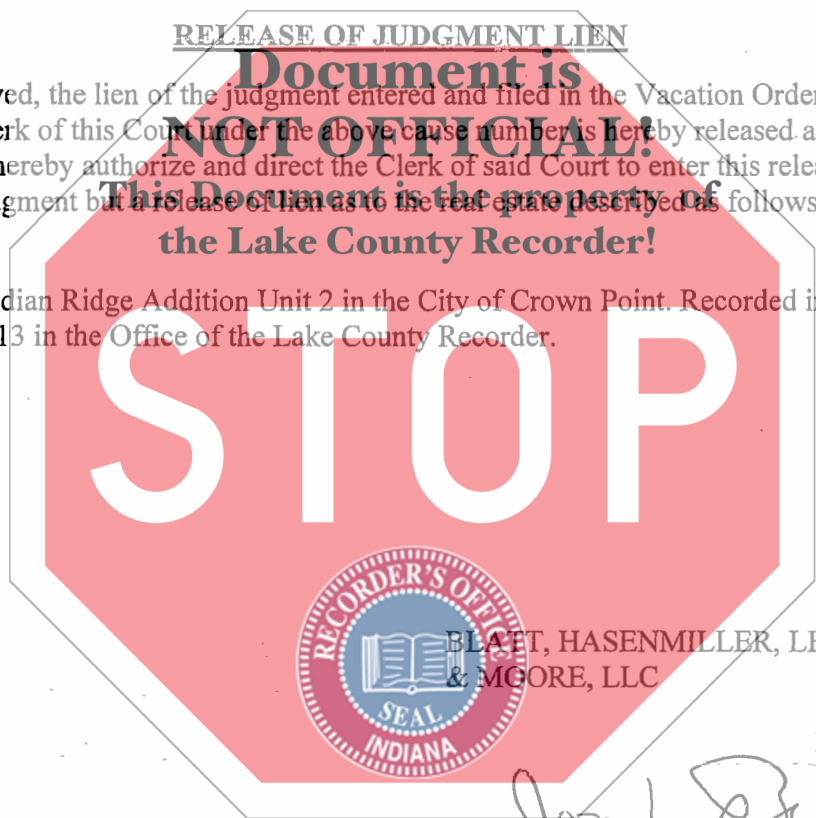 RELEASE OF JUDGMENT LIEN
Document is
ved, the lien of the judgment entered and filed in the Vacation Order
erk of this Court under the above cause number is hereby released a
NOT OFFICIAL!
hereby authorize and direct the Clerk of said Court to enter this relea
gment but a release of lien as to the real estate described as follows
This Document is the property of
the Lake County Recorder!
dian Ridge Addition Unit 2 in the City of Crown Point. Recorded in
13 in the Office of the Lake County Recorder.
STOP
RECORDER'S OFFICE
SEAL
INDIANA
BLATT, HASENMILLER, LE
& MOORE, LLC